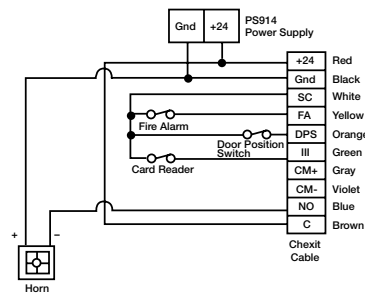 Gnd +24 PS914
Power Supply
+24 Red
Gnd Black
SC White
FA Yellow
Fire Alarm
DPS Orange
Door Position
Switch
III Green
Card Reader
CM+ Gray
CM- Violet
NO Blue
C Brown
+ –
Chexit
Cable
Horn